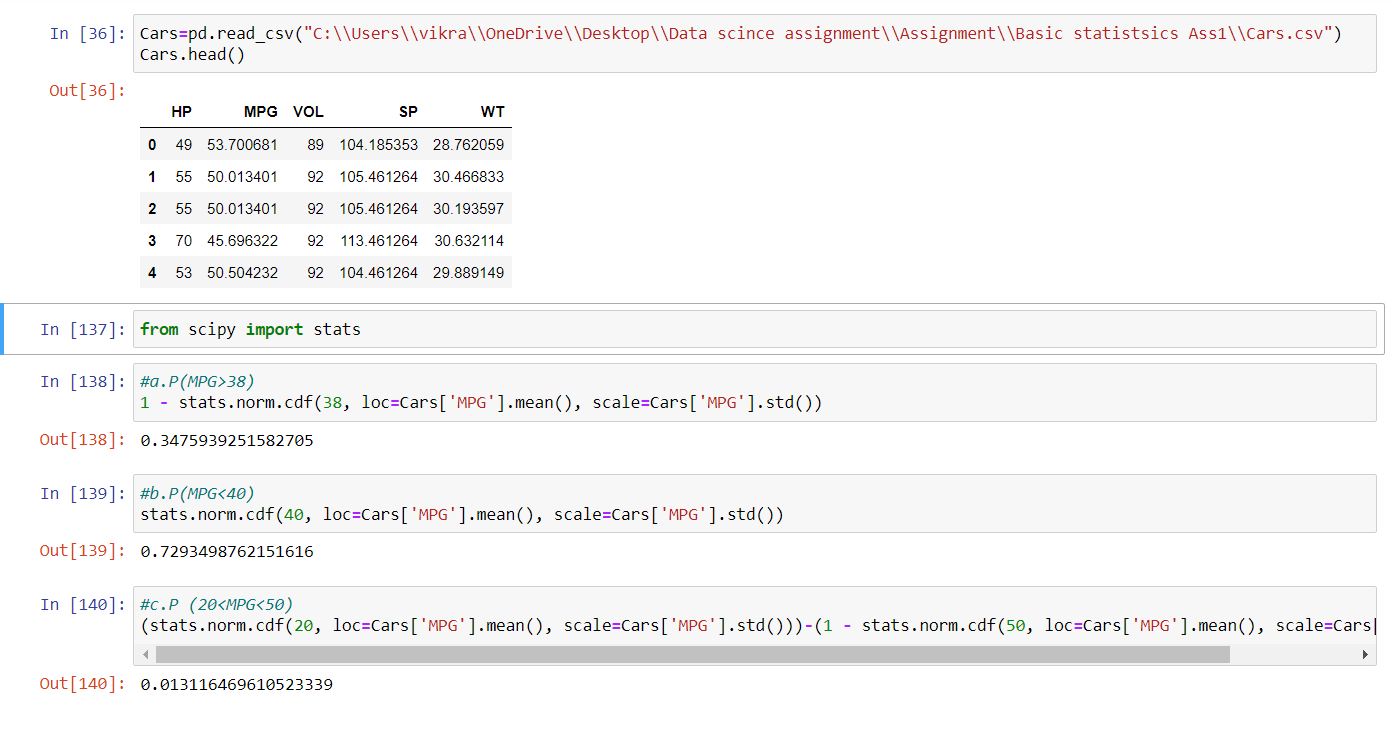 In [36]: Cars=pd.read_csv("C:\\Users\\vikra\\OneDrive\\Desktop\\Data scince assignment\\Assignment\\Basic statistsics Ass1\\Cars.csv")
Cars.head()
Out[36]:
HP MPG VOL SP WT
0 49 53.700681 89 104.185353 28.762059
1 55 50.013401 92 105.461264 30.466833
2 55 50.013401 92 105.461264 30.193597
3 70 45.696322 92 113.461264 30.632114
4 53 50.504232 92 104.461264 29.889149
In [137]: from scipy import stats
In [138]: #a.P(MPG>38)
1 - stats.norm.cdf(38, loc=Cars['MPG'].mean(), scale=Cars['MPG'].std())
Out[138]: 0.3475939251582705
In [139]: #b.P(MPG<40)
stats.norm.cdf(40, loc=Cars['MPG'].mean(), scale=Cars['MPG'].std())
Out[139]: 0.7293498762151616
In [140]: #c.P (20<MPG<50)
(stats.norm.cdf(20, loc=Cars['MPG'].mean(), scale=Cars['MPG'].std()))-(1 - stats.norm.cdf(50, loc=Cars['MPG'].mean(), scale=Cars[
Out[140]: 0.013116469610523339